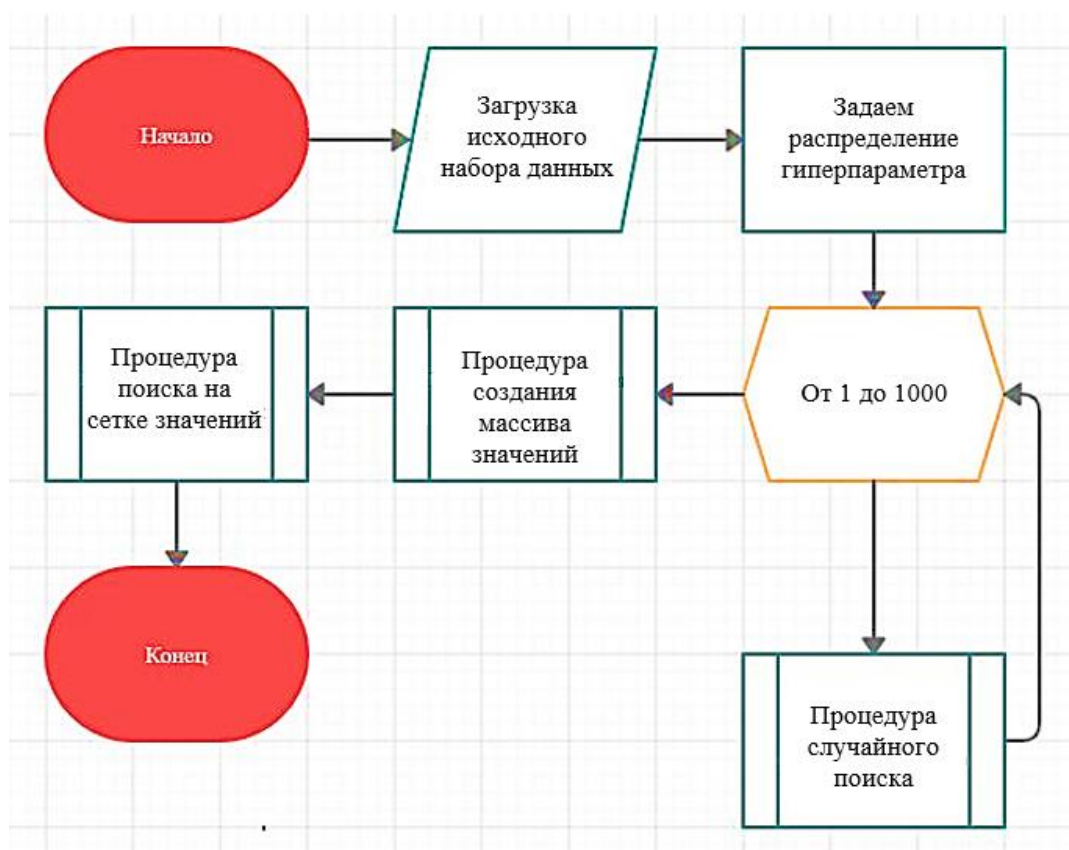 Начало
Загрузка
исходного
набора данных
Задаем
распределение
гиперпараметра
Процедура
поиска на
сетке значений
Процедура
создания
массива
значений
От 1 до 1000
Конец
Процедура
случайного
поиска